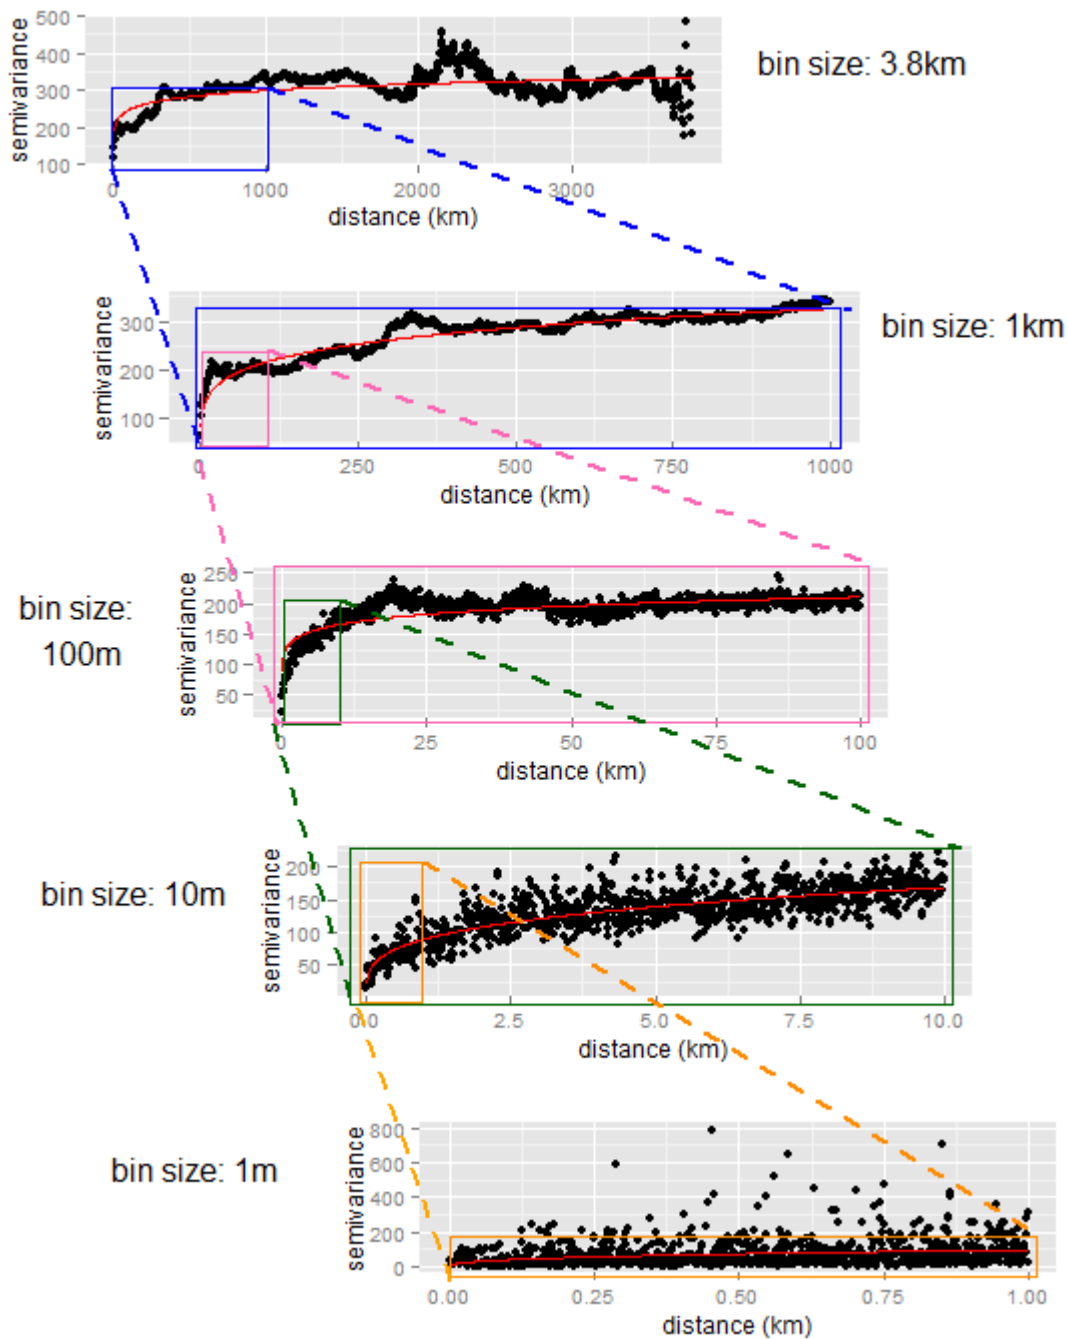 500
400
300
200
100
semivariance
0
1000
2000
3000
distance (km)
bin size: 3.8km
300
200
100
semivariance
0
250
500
750
1000
distance (km)
bin size: 1km
250
200
150
100
50
semivariance
0
25
50
75
100
distance (km)
bin size:
100m
200
150
100
50
semivariance
0.0
2.5
5.0
7.5
10.0
distance (km)
bin size: 10m
800
600
400
200
0
semivariance
0.00
0.25
0.50
0.75
1.00
distance (km)
bin size: 1m